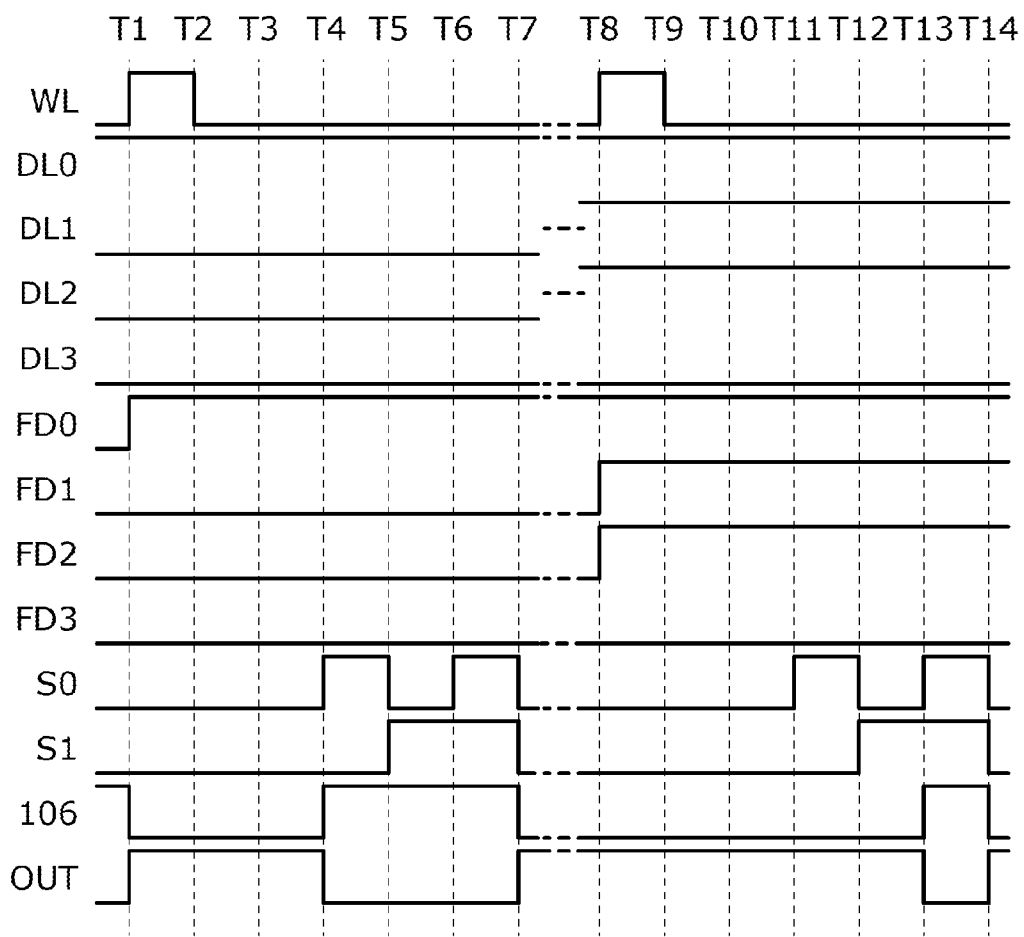 T1 T2 T3 T4 T5 T6 T7 T8 T9 T10 T11 T12 T13 T14
WL
DL0
DL1
DL2
DL3
FD0
FD1
FD2
FD3
S0
S1
106
OUT